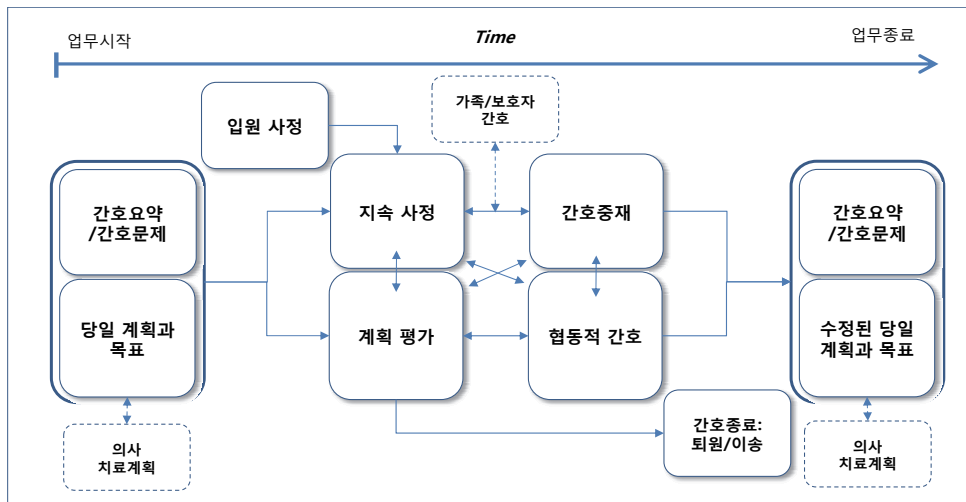 업무시작
Time
업무종료
입원 사정
가족/보호자
간호
간호요약
/간호문제
당일 계획과
목표
의사
치료계획
지속 사정
계획 평가
간호중재
협동적 간호
간호종료:
퇴원/이송
간호요약
/간호문제
수정된 당일
계획과 목표
의사
치료계획